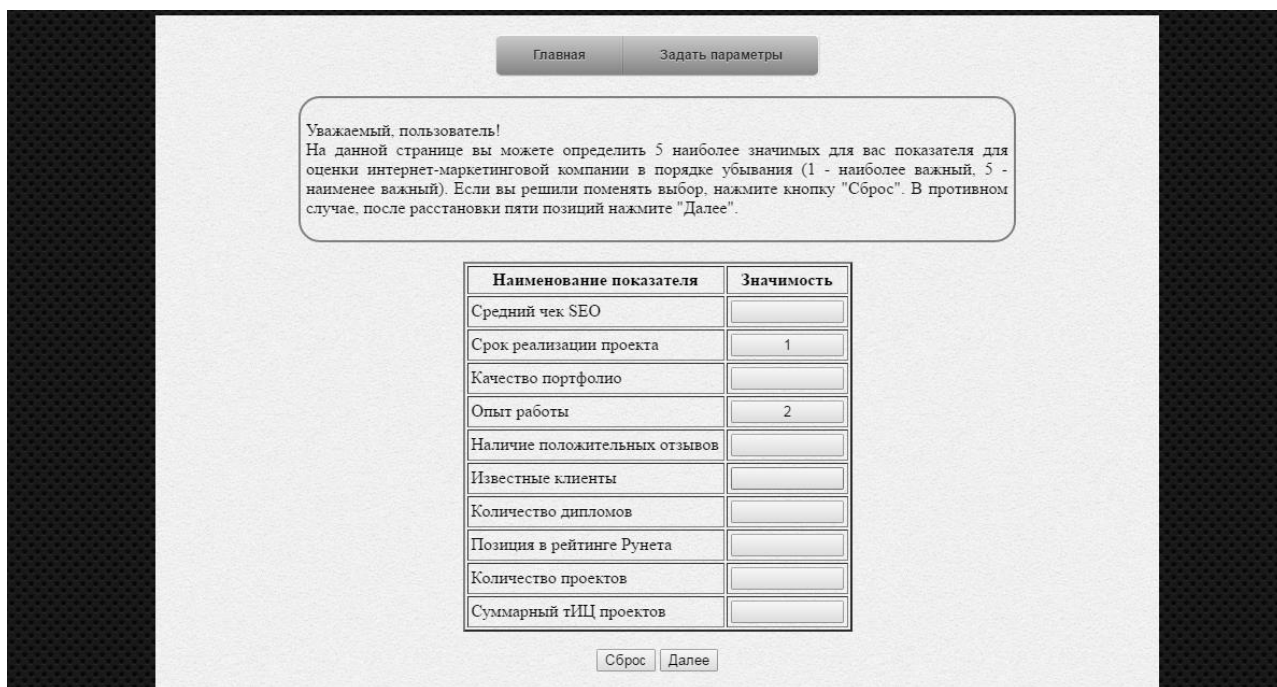 Главная Задать параметры
Уважаемый, пользователь!
На данной странице вы можете определить 5 наиболее значимых для вас показателя для
оценки интернет-маркетинговой компании в порядке убывания (1 - наиболее важный, 5 -
наименее важный). Если вы решили поменять выбор, нажмите кнопку "Сброс". В противном
случае, после расстановки пяти позиций нажмите "Далее".
Наименование показателя Значимость
Средний чек SEO
Срок реализации проекта 1
Качество портфолио
Опыт работы 2
Наличие положительных отзывов
Известные клиенты
Количество дипломов
Позиция в рейтинге Рунета
Количество проектов
Суммарный тИЦ проектов
Сброс Далее